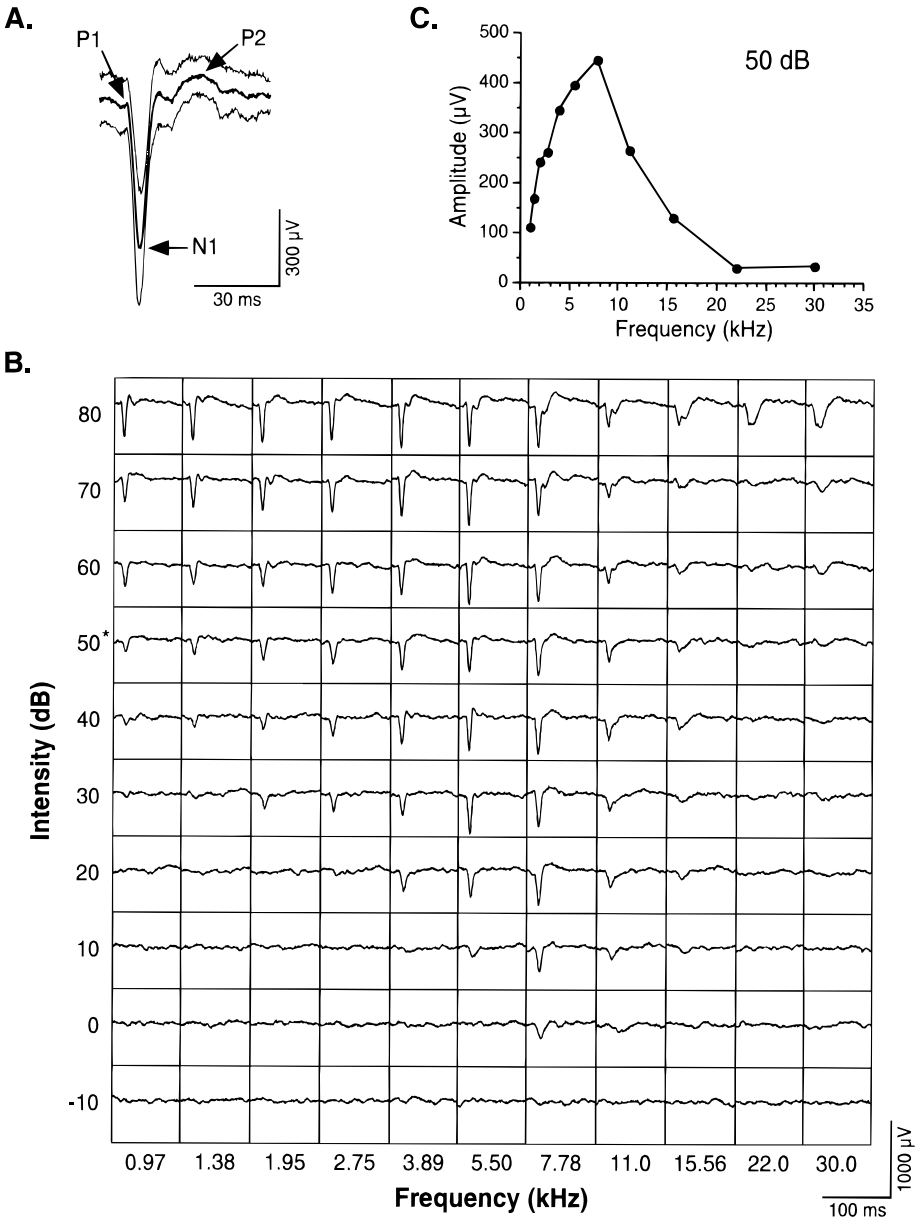 A.
P1
P2
N1
300 µV
30 ms
C.
50 dB
500
400
300
200
100
0
Amplitude (µV)
0 5 10 15 20 25 30 35
Frequency (kHz)
B.
80
70
60
50*
40
30
20
10
0
-10
Intensity (dB)
0.97 1.38 1.95 2.75 3.89 5.50 7.78 11.0 15.56 22.0 30.0
Frequency (kHz)
1000 µV
100 ms